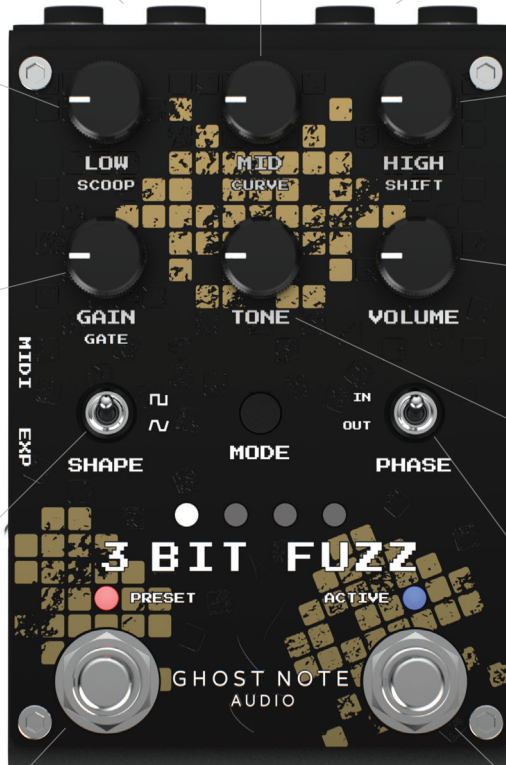 LOW MID HIGH
SCOOP CURVE SHIFT
GAIN TONE VOLUME
GATE
MIDI
EXP
IN
OUT
SHAPE MODE PHASE
3 BIT FUZZ
PRESET ACTIVE
GHOST NOTE
AUDIO